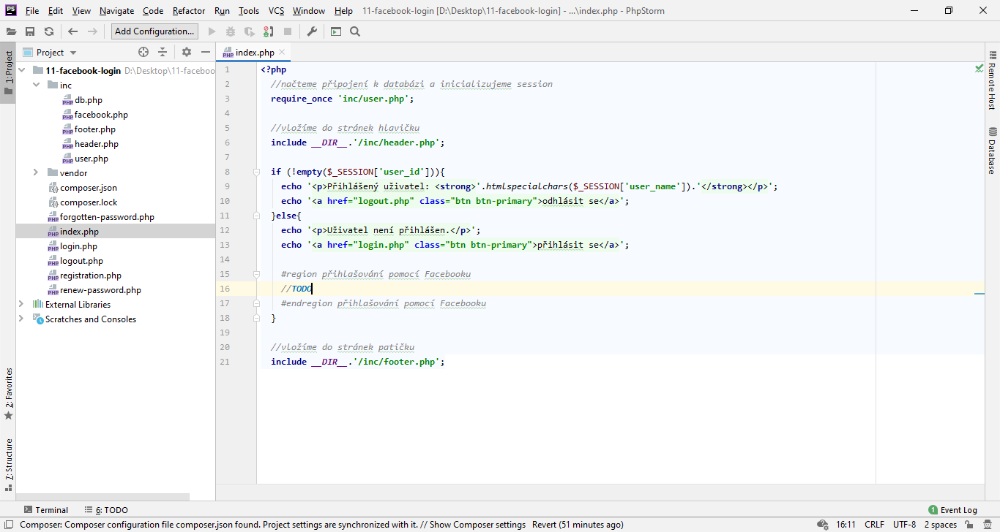 PS File Edit View Navigate Code Refactor Run Tools VCS Window Help 11-facebook-login [D:\Desktop\11-facebook-login] - ...\index.php - PhpStorm
Add Configuration...
1: Project
Project
index.php
11-facebook-login D:\Desktop\11-faceboo
inc
db.php
facebook.php
footer.php
header.php
user.php
vendor
composer.json
composer.lock
forgotten-password.php
index.php
login.php
logout.php
registration.php
renew-password.php
External Libraries
Scratches and Consoles
2: Favorites
7: Structure
1 <?php
2 //načteme připojení k databázi a inicializujeme session
3 require_once 'inc/user.php';
4
5 //vložíme do stránek hlavičku
6 include __DIR__.'/inc/header.php';
7
8 if (!empty($_SESSION['user_id'])){
9 echo '<p>Přihlášený uživatel: <strong>'.htmlspecialchars($_SESSION['user_name']).'</strong></p>';
10 echo '<a href="logout.php" class="btn btn-primary">odhlásit se</a>';
11 }else{
12 echo '<p>Uživatel není přihlášen.</p>';
13 echo '<a href="login.php" class="btn btn-primary">přihlásit se</a>';
14
15 #region přihlašování pomocí Facebooku
16 //TODO
17 #endregion přihlašování pomocí Facebooku
18 }
19
20 //vložíme do stránek patičku
21 include __DIR__.'/inc/footer.php';
Remote Host
Database
Terminal
6: TODO
1 Event Log
Composer: Composer configuration file composer.json found. Project settings are synchronized with it. // Show Composer settings Revert (51 minutes ago)
16:11 CRLF UTF-8 2 spaces